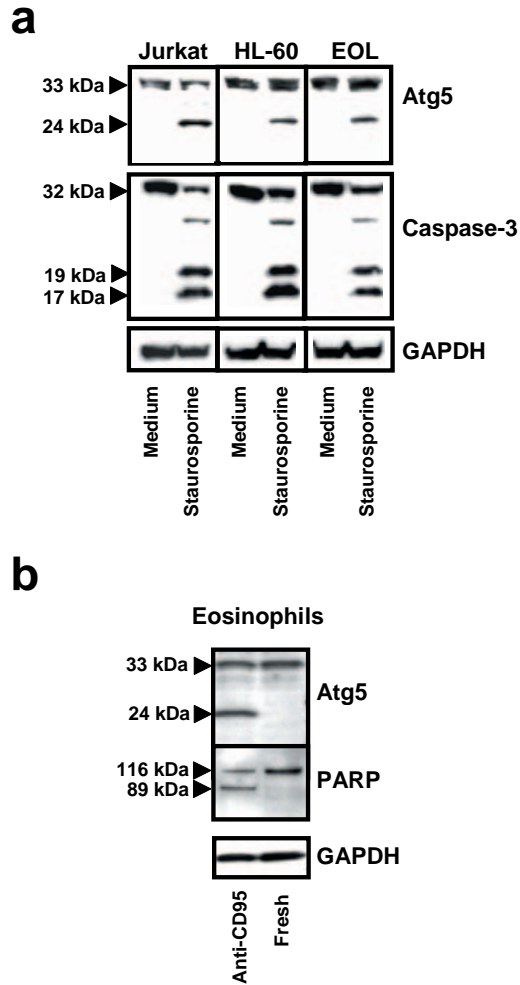 a
Jurkat HL-60 EOL
33 kDa
Atg5
24 kDa
32 kDa
Caspase-3
19 kDa
17 kDa
GAPDH
Medium
Staurosporine
Medium
Staurosporine
Medium
Staurosporine
b
Eosinophils
33 kDa
Atg5
24 kDa
116 kDa
PARP
89 kDa
GAPDH
Anti-CD95
Fresh